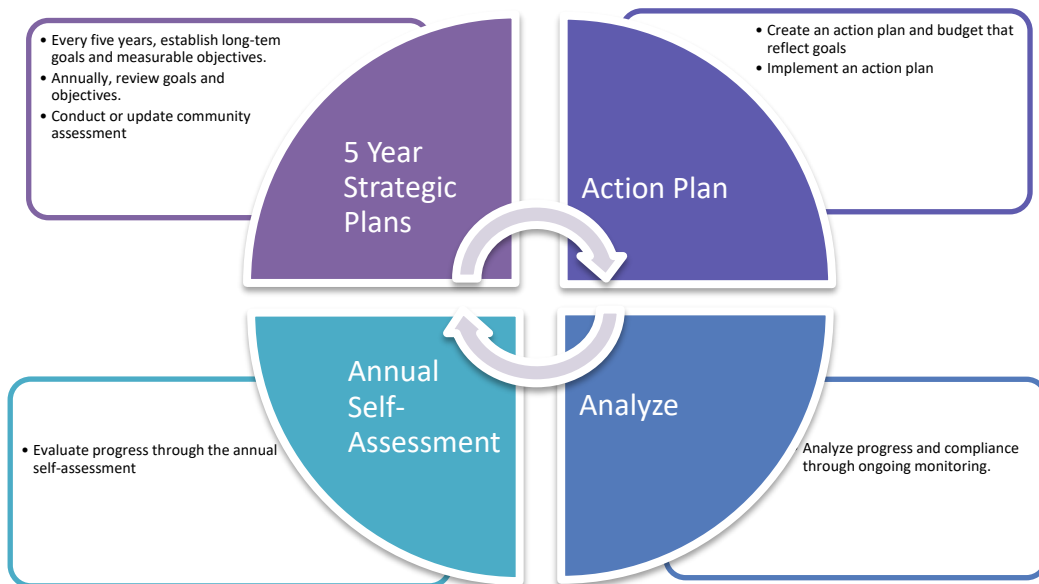 • Every five years, establish long-tem
goals and measurable objectives.
• Annually, review goals and
objectives.
• Conduct or update community
assessment
• Create an action plan and budget that
reflect goals
• Implement an action plan
5 Year
Strategic
Plans
Action Plan
Annual
Self-
Assessment
Analyze
• Evaluate progress through the annual
self-assessment
• Analyze progress and compliance
through ongoing monitoring.